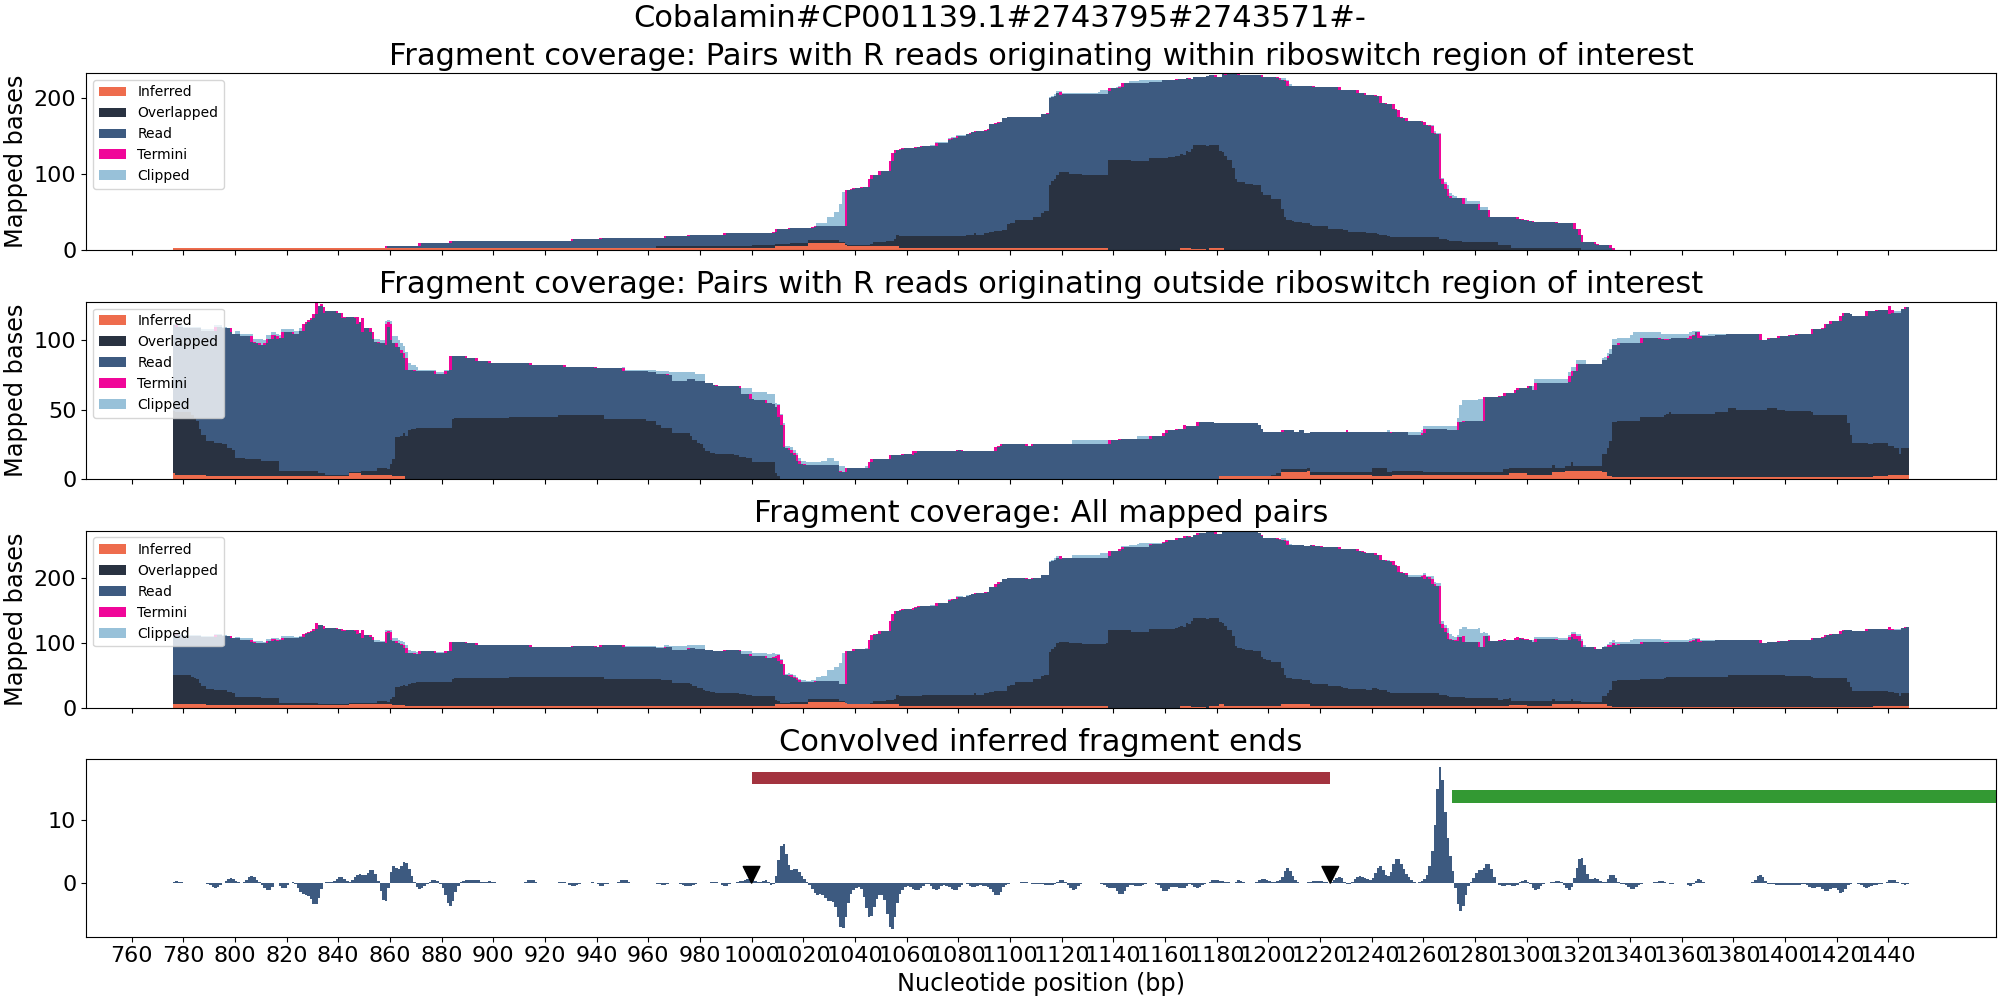 Cobalamin#CP001139.1#2743795#2743571#-
Fragment coverage: Pairs with R reads originating within riboswitch region of interest
Mapped bases
200
100
0
Inferred
Overlapped
Read
Termini
Clipped
Fragment coverage: Pairs with R reads originating outside riboswitch region of interest
Mapped bases
100
50
0
Inferred
Overlapped
Read
Termini
Clipped
Fragment coverage: All mapped pairs
Mapped bases
200
100
0
Inferred
Overlapped
Read
Termini
Clipped
Convolved inferred fragment ends
10
0
760 780 800 820 840 860 880 900 920 940 960 980 1000 1020 1040 1060 1080 1100 1120 1140 1160 1180 1200 1220 1240 1260 1280 1300 1320 1340 1360 1380 1400 1420 1440
Nucleotide position (bp)